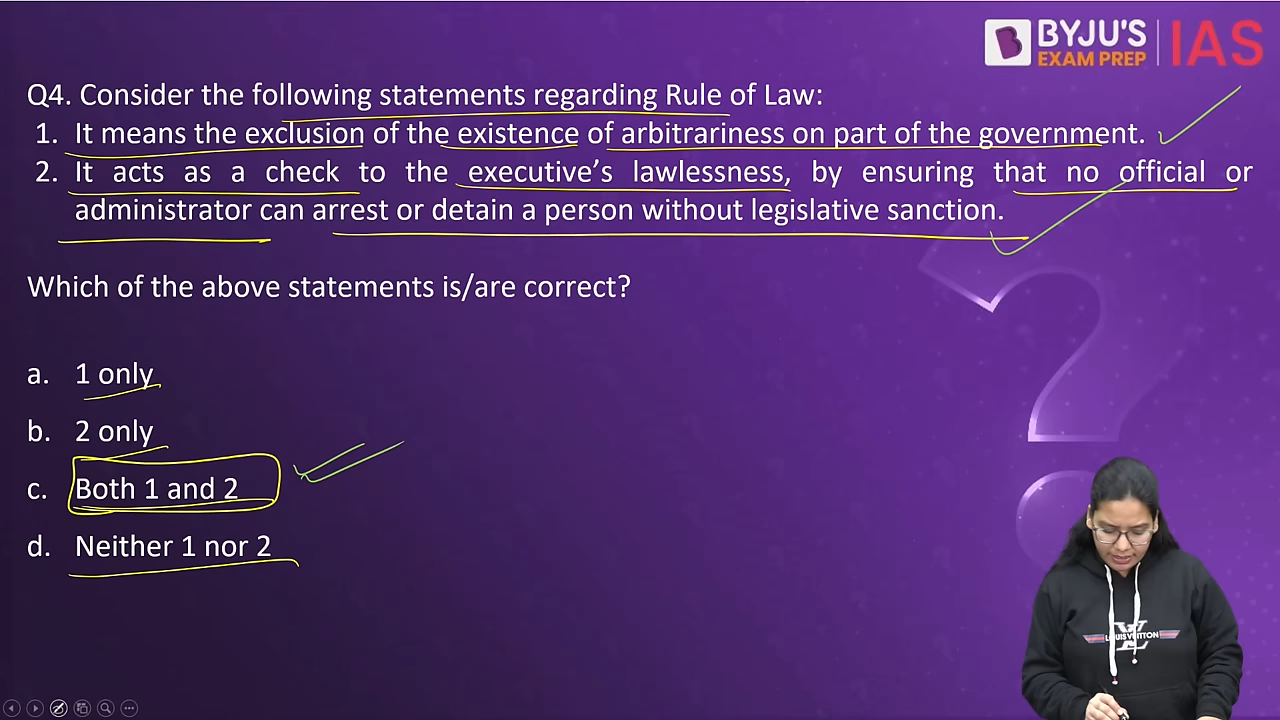 BYJU'S IAS
EXAM PREP
Q4. Consider the following statements regarding Rule of Law:
1. It means the exclusion of the existence of arbitrariness on part of the government.
2. It acts as a check to the executive's lawlessness, by ensuring that no official or
administrator can arrest or detain a person without legislative sanction.
Which of the above statements is/are correct?
a. 1 only
b. 2 only
c. Both 1 and 2
d. Neither 1 nor 2
LOUIS VUITTON